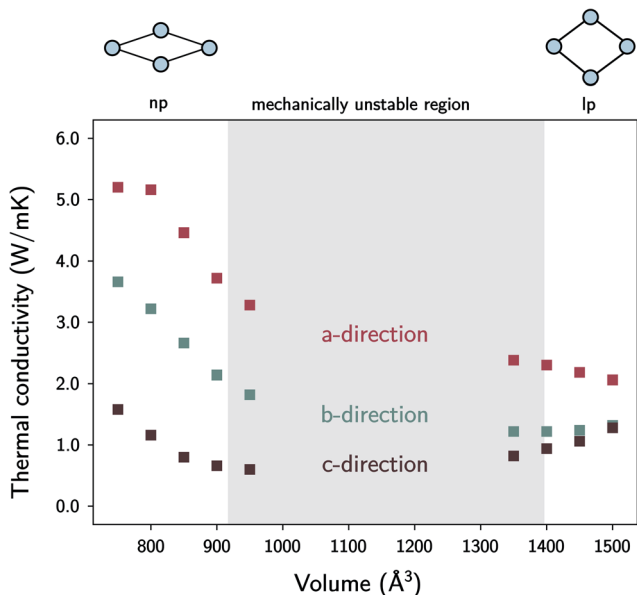 np mechanically unstable region lp
6.0
5.0
4.0
3.0
2.0
1.0
0.0
Thermal conductivity (W/mK)
a-direction
b-direction
c-direction
800 900 1000 1100 1200 1300 1400 1500
Volume (Å³)